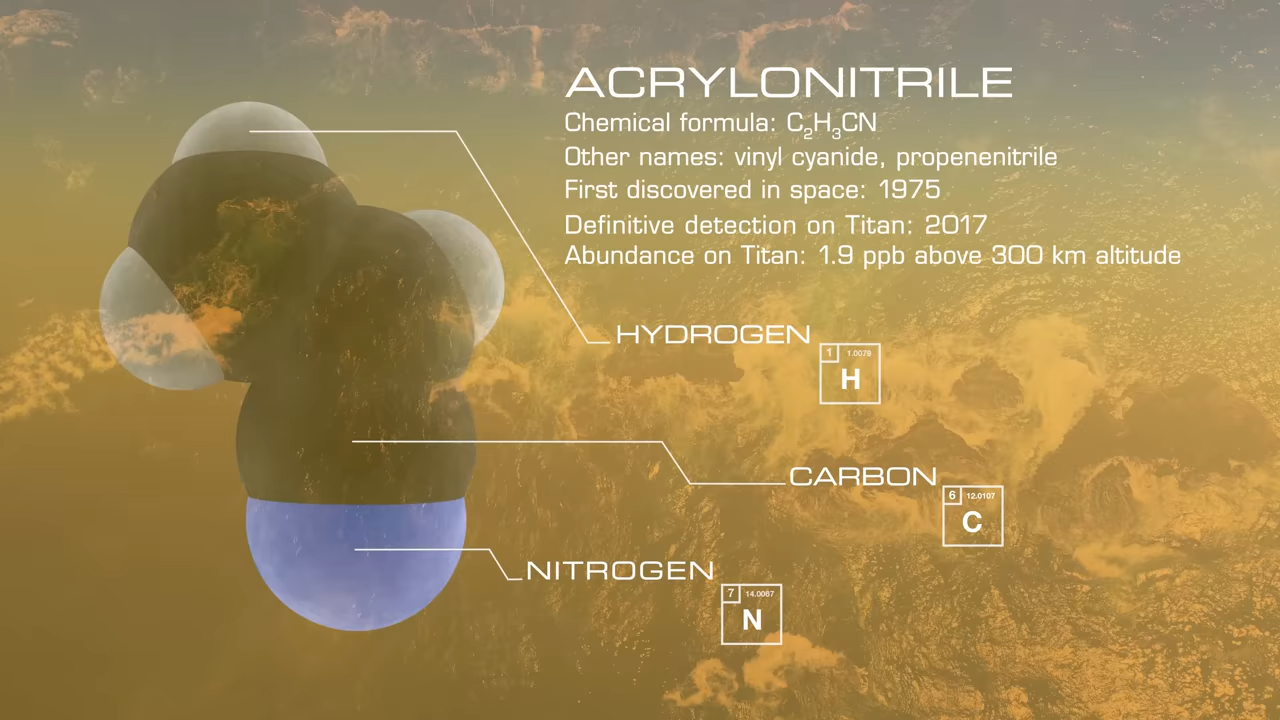 ACRYLONITRILE
Chemical formula: C₂H₃CN
Other names: vinyl cyanide, propenenitrile
First discovered in space: 1975
Definitive detection on Titan: 2017
Abundance on Titan: 1.9 ppb above 300 km altitude
HYDROGEN
1 1.0079
H
CARBON
6 12.0107
C
NITROGEN
7 14.0067
N